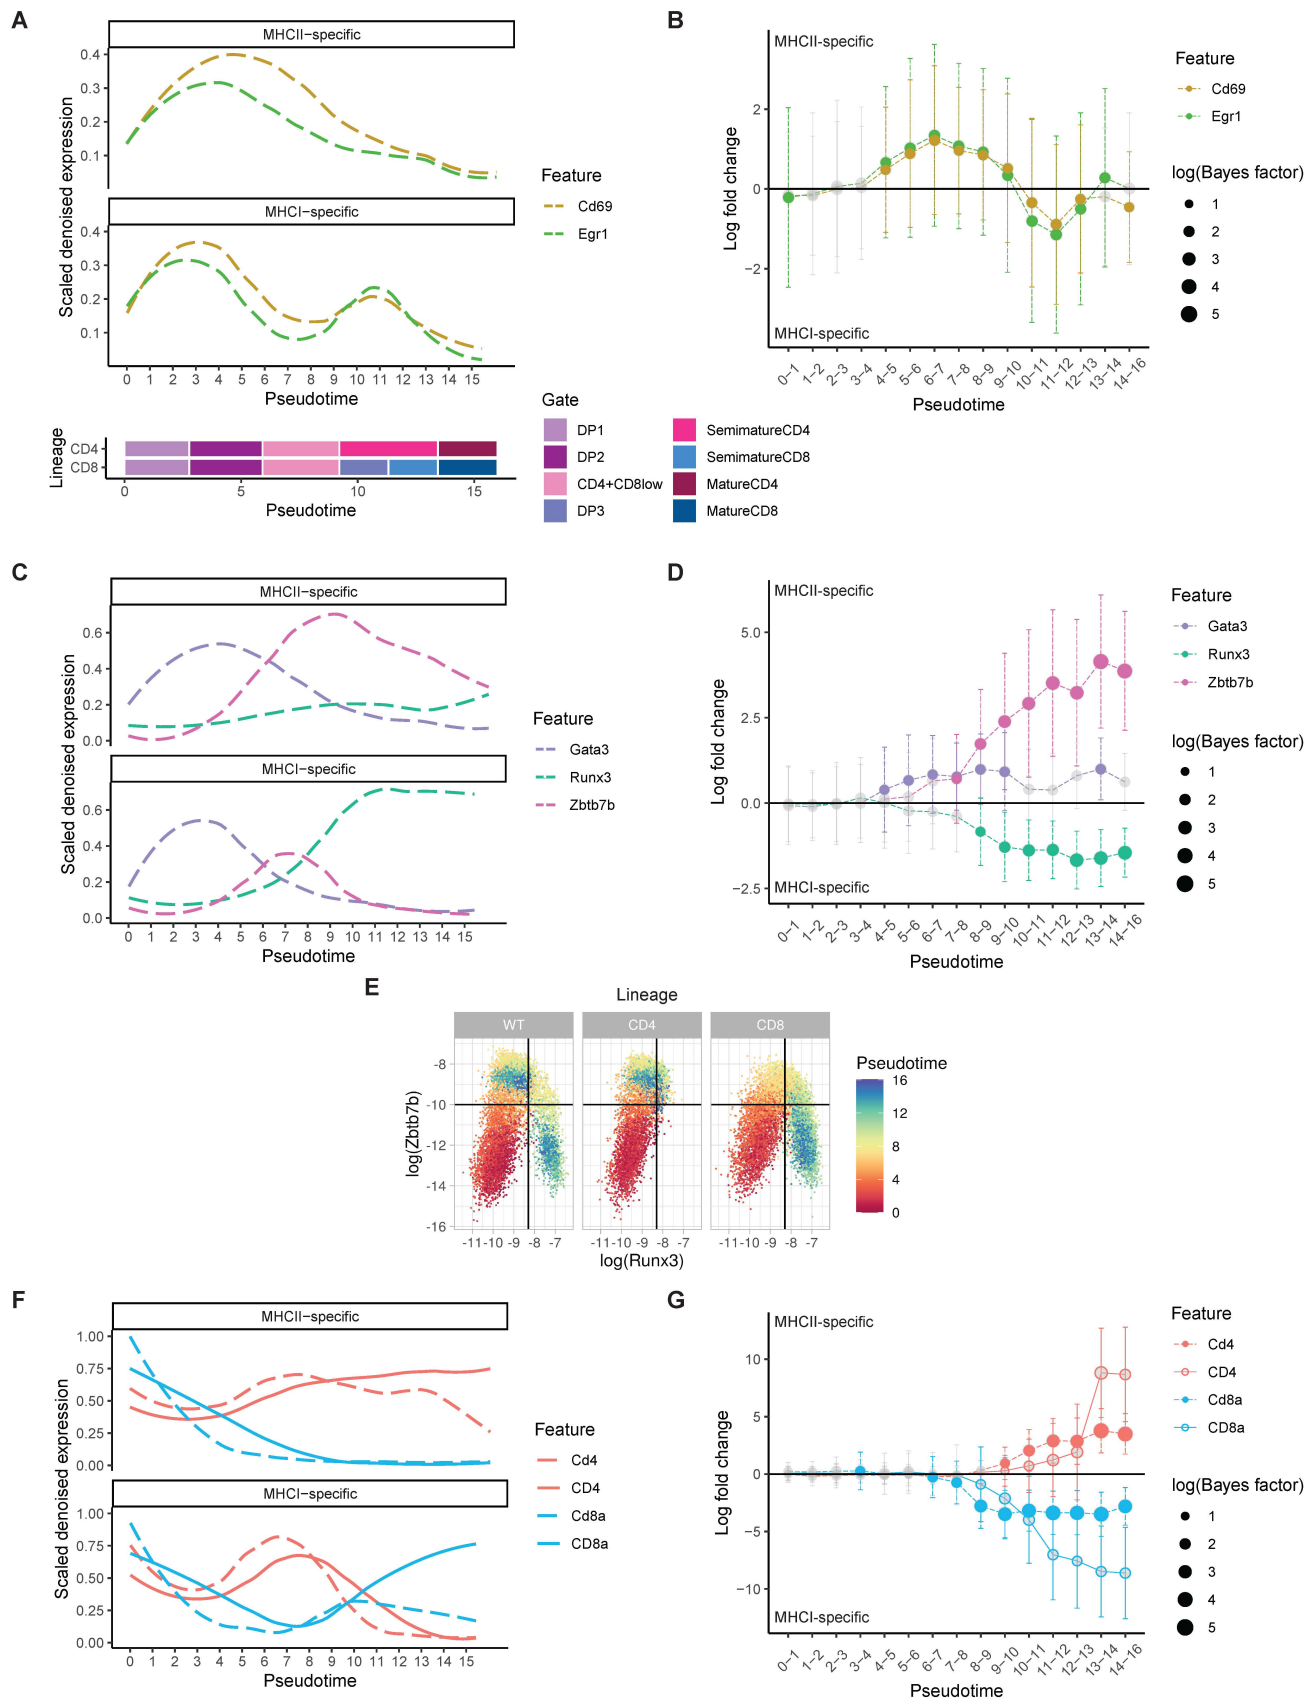 A
MHCII−specific
0.4
0.3
0.2
0.1
MHCI−specific
0.4
0.3
0.2
0.1
Scaled denoised expression
0 1 2 3 4 5 6 7 8 9 10 11 12 13 14 15
Pseudotime
Feature
Cd69
Egr1
Lineage
CD4
CD8
0 5 10 15
Pseudotime
Gate
DP1
DP2
CD4+CD8low
DP3
SemimatureCD4
SemimatureCD8
MatureCD4
MatureCD8
B
MHCII-specific
2
0
−2
Log fold change
MHCI-specific
0−1 1−2 2−3 3−4 4−5 5−6 6−7 7−8 8−9 9−10 10−11 11−12 12−13 13−14 14−16
Pseudotime
Feature
Cd69
Egr1
log(Bayes factor)
1
2
3
4
5
C
MHCII−specific
0.6
0.4
0.2
0.0
MHCI−specific
0.6
0.4
0.2
0.0
Scaled denoised expression
0 1 2 3 4 5 6 7 8 9 10 11 12 13 14 15
Pseudotime
Feature
Gata3
Runx3
Zbtb7b
D
MHCII-specific
5.0
2.5
0.0
−2.5
Log fold change
MHCI-specific
0−1 1−2 2−3 3−4 4−5 5−6 6−7 7−8 8−9 9−10 10−11 11−12 12−13 13−14 14−16
Pseudotime
Feature
Gata3
Runx3
Zbtb7b
log(Bayes factor)
1
2
3
4
5
E
Lineage
WT CD4 CD8
-8
-10
-12
-14
-16
log(Zbtb7b)
-11 -10 -9 -8 -7 -11 -10 -9 -8 -7 -11 -10 -9 -8 -7
log(Runx3)
Pseudotime
16
12
8
4
0
F
MHCII−specific
1.00
0.75
0.50
0.25
0.00
MHCI−specific
1.00
0.75
0.50
0.25
0.00
Scaled denoised expression
0 1 2 3 4 5 6 7 8 9 10 11 12 13 14 15
Pseudotime
Feature
Cd4
CD4
Cd8a
CD8a
G
MHCII-specific
10
5
0
−5
−10
Log fold change
MHCI-specific
0−1 1−2 2−3 3−4 4−5 5−6 6−7 7−8 8−9 9−10 10−11 11−12 12−13 13−14 14−16
Pseudotime
Feature
Cd4
CD4
Cd8a
CD8a
log(Bayes factor)
1
2
3
4
5